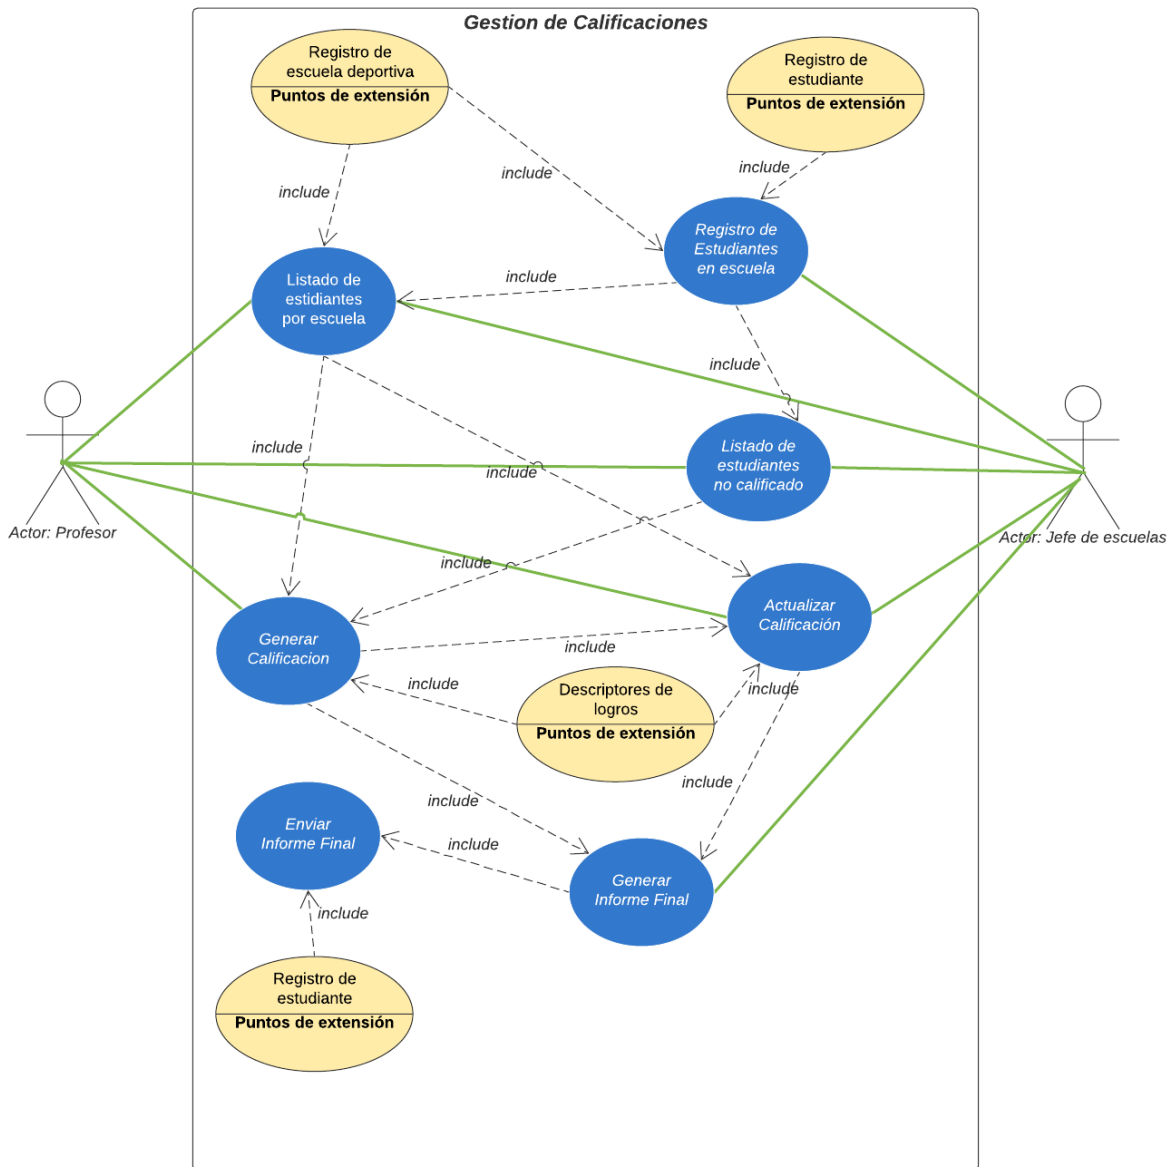 Gestion de Calificaciones
Registro de
escuela deportiva
Puntos de extensión
Registro de
estudiante
Puntos de extensión
include
include
include
Registro de
Estudiantes
en escuela
include
Listado de
estidiantes
por escuela
include
include
include
Listado de
estudiantes
no calificado
Actor: Profesor
Actor: Jefe de escuelas
include
Actualizar
Calificación
Generar
Calificacion
include
include
include
Descriptores de
logros
Puntos de extensión
include
include
Enviar
Informe Final
include
Generar
Informe Final
include
Registro de
estudiante
Puntos de extensión